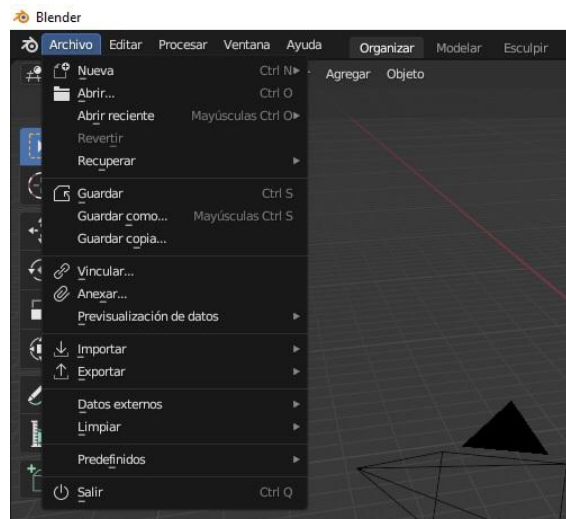 Blender
Archivo Editar Procesar Ventana Ayuda Organizar Modelar Esculpir
Nueva Ctrl N
Agregar Objeto
Abrir... Ctrl O
Abrir reciente Mayúsculas Ctrl O
Revertir
Recuperar
Guardar Ctrl S
Guardar como... Mayúsculas Ctrl S
Guardar copia...
Vincular...
Anexar...
Previsualización de datos
Importar
Exportar
Datos externos
Limpiar
Predefinidos
Salir Ctrl Q